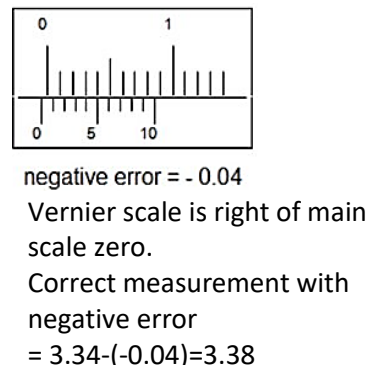 0 1
0 5 10
negative error = - 0.04
Vernier scale is right of main
scale zero.
Correct measurement with
negative error
= 3.34-(-0.04)=3.38